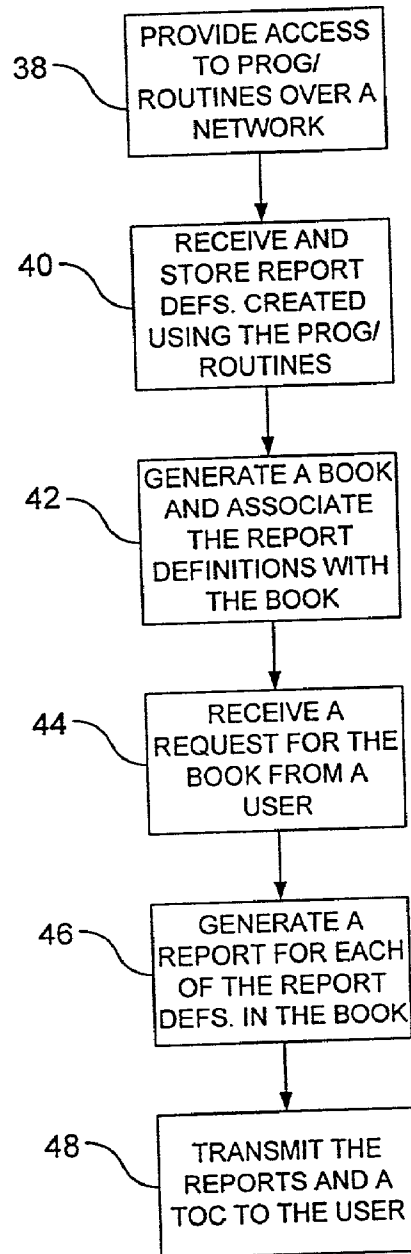 38
PROVIDE ACCESS
TO PROG/
ROUTINES OVER A
NETWORK
40
RECEIVE AND
STORE REPORT
DEFS. CREATED
USING THE PROG/
ROUTINES
42
GENERATE A BOOK
AND ASSOCIATE
THE REPORT
DEFINITIONS WITH
THE BOOK
44
RECEIVE A
REQUEST FOR THE
BOOK FROM A
USER
46
GENERATE A
REPORT FOR EACH
OF THE REPORT
DEFS. IN THE BOOK
48
TRANSMIT THE
REPORTS AND A
TOC TO THE USER